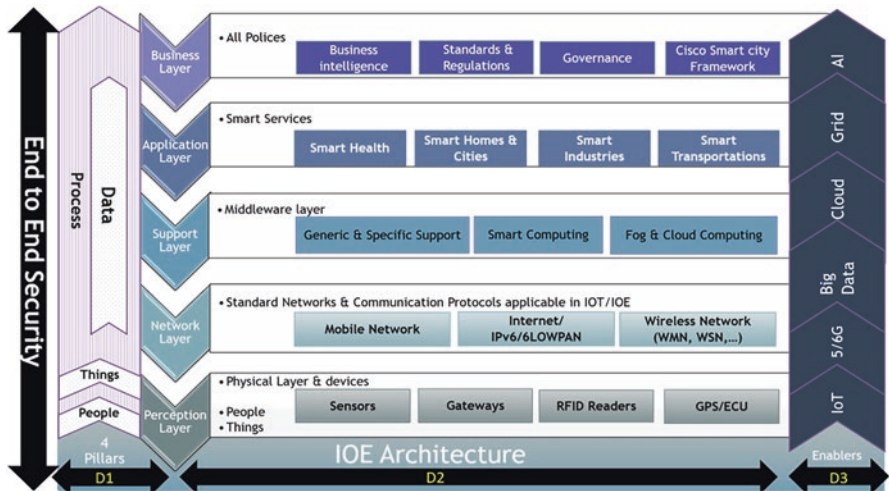 End to End Security
Process
Data
Things
People
4
Pillars
D1
Business
Layer
• All Polices
Business
intelligence
Standards &
Regulations
Governance
Cisco Smart city
Framework
Application
Layer
• Smart Services
Smart Health
Smart Homes &
Cities
Smart
Industries
Smart
Transportations
Support
Layer
• Middleware layer
Generic & Specific Support
Smart Computing
Fog & Cloud Computing
Network
Layer
• Standard Networks & Communication Protocols applicable in IOT/IOE
Mobile Network
Internet/
IPv6/6LOWPAN
Wireless Network
(WMN, WSN,...)
Perception
Layer
• Physical Layer & devices
• People
• Things
Sensors
Gateways
RFID Readers
GPS/ECU
IOE Architecture
D2
AI
Grid
Cloud
Big
Data
5/6G
IoT
Enablers
D3